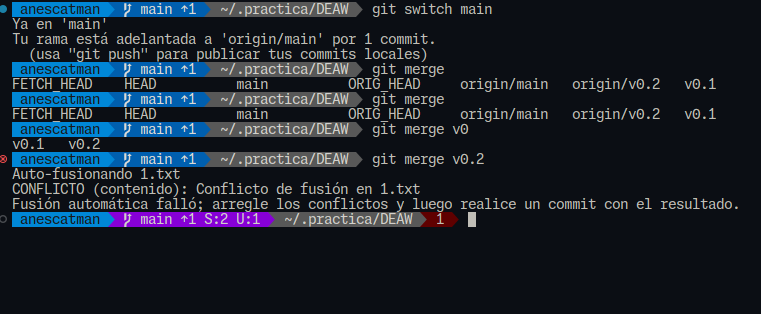 anescatman main ↑1 ~/.practica/DEAW git switch main
Ya en 'main'
Tu rama está adelantada a 'origin/main' por 1 commit.
(usa "git push" para publicar tus commits locales)
anescatman main ↑1 ~/.practica/DEAW git merge
FETCH_HEAD HEAD main ORIG_HEAD origin/main origin/v0.2 v0.1
anescatman main ↑1 ~/.practica/DEAW git merge
FETCH_HEAD HEAD main ORIG_HEAD origin/main origin/v0.2 v0.1
anescatman main ↑1 ~/.practica/DEAW git merge v0
v0.1 v0.2
anescatman main ↑1 ~/.practica/DEAW git merge v0.2
Auto-fusionando 1.txt
CONFLICTO (contenido): Conflicto de fusión en 1.txt
Fusión automática falló; arregle los conflictos y luego realice un commit con el resultado.
anescatman main ↑1 S:2 U:1 ~/.practica/DEAW 1